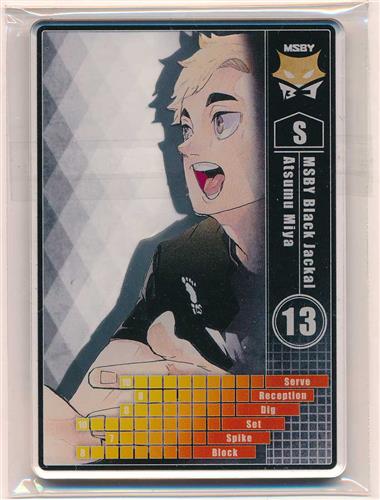 MSBY
S
MSBY Black Jackal
Atsumu Miya
13
Serve
Reception
Dig
Set
Spike
Block